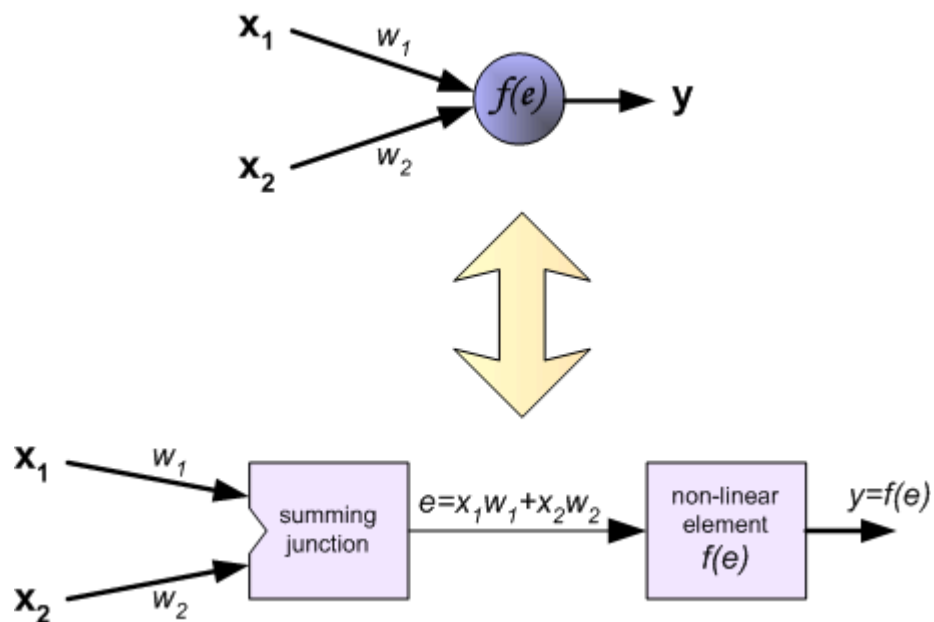 x₁
w₁
f(e)
y
x₂
w₂
x₁
w₁
summing
junction
e=x₁w₁+x₂w₂
non-linear
element
f(e)
y=f(e)
x₂
w₂